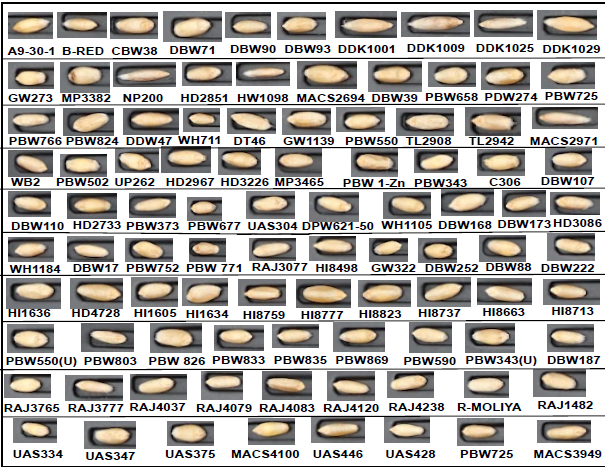 A9-30-1 B-RED CBW38 DBW71 DBW90 DBW93 DDK1001 DDK1009 DDK1025 DDK1029
GW273 MP3382 NP200 HD2851 HW1098 MACS2694 DBW39 PBW658 PDW274 PBW725
PBW766 PBW824 DDW47 WH711 DT46 GW1139 PBW550 TL2908 TL2942 MACS2971
WB2 PBW502 UP262 HD2967 HD3226 MP3465 PBW 1-Zn PBW343 C306 DBW107
DBW110 HD2733 PBW373 PBW677 UAS304 DPW621-50 WH1105 DBW168 DBW173 HD3086
WH1184 DBW17 PBW752 PBW 771 RAJ3077 HI8498 GW322 DBW252 DBW88 DBW222
HI1636 HD4728 HI1605 HI1634 HI8759 HI8777 HI8823 HI8737 HI8663 HI8713
PBW550(U) PBW803 PBW 826 PBW833 PBW835 PBW869 PBW590 PBW343(U) DBW187
RAJ3765 RAJ3777 RAJ4037 RAJ4079 RAJ4083 RAJ4120 RAJ4238 R-MOLIYA RAJ1482
UAS334 UAS347 UAS375 MACS4100 UAS446 UAS428 PBW725 MACS3949